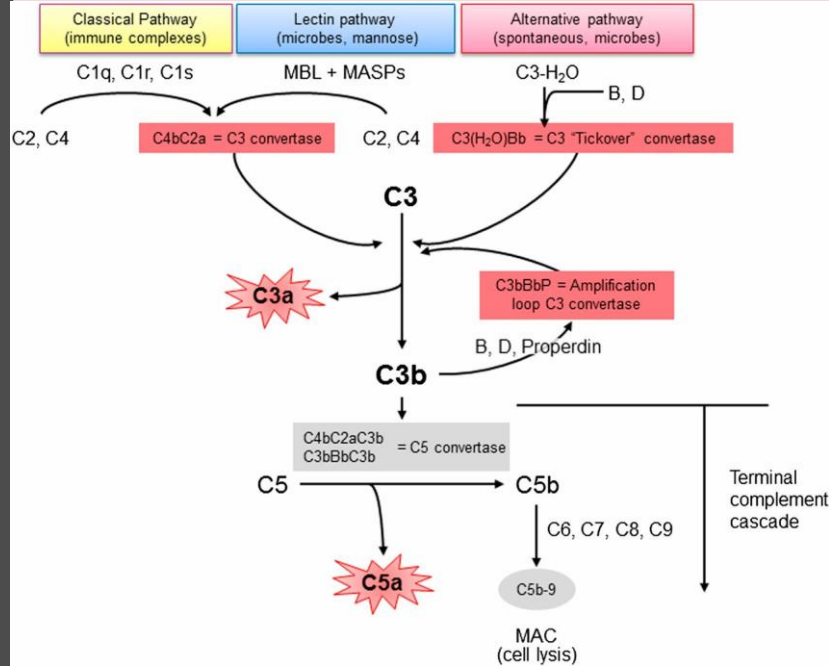 Classical Pathway
(immune complexes)
Lectin pathway
(microbes, mannose)
Alternative pathway
(spontaneous, microbes)
C1q, C1r, C1s
MBL + MASPs
C3-H₂O
B, D
C2, C4
C4bC2a = C3 convertase
C2, C4
C3(H₂O)Bb = C3 “Tickover” convertase
C3
C3a
C3bBbP = Amplification
loop C3 convertase
B, D, Properdin
C3b
C4bC2aC3b
C3bBbC3b
= C5 convertase
C5
C5b
Terminal
complement
cascade
C6, C7, C8, C9
C5a
C5b-9
MAC
(cell lysis)